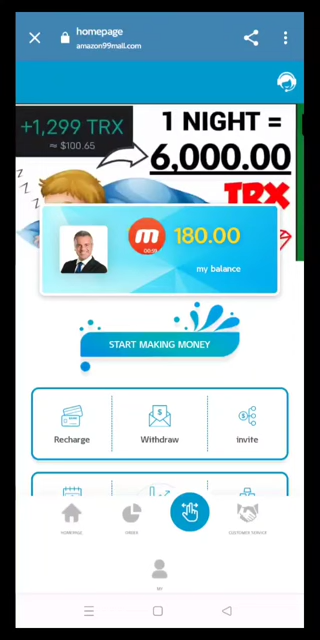 homepage
amazon99mall.com
+1,299 TRX
≈ $100.65
1 NIGHT =
6,000.00
TRX
z
z
z
m
180.00
my balance
START MAKING MONEY
Recharge
Withdraw
invite
HOMEPAGE
CUSTOMER SERVICE
MY